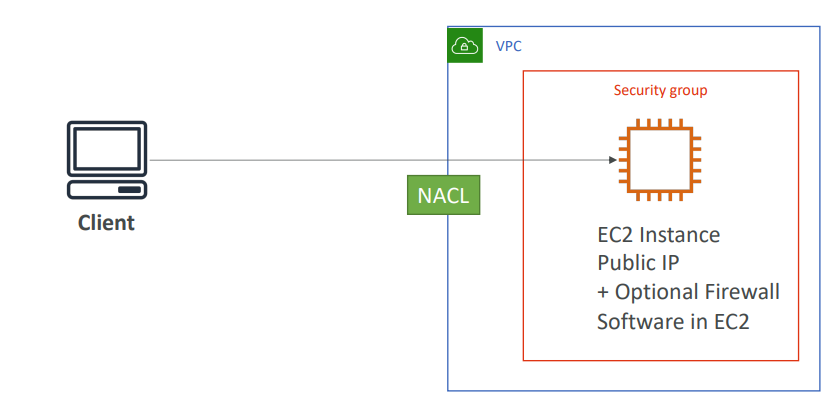 VPC
Security group
NACL
Client
EC2 Instance
Public IP
+ Optional Firewall
Software in EC2